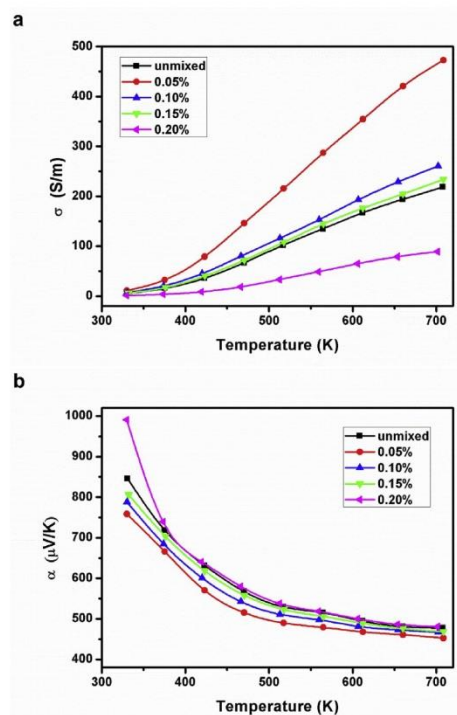 a
500
400
300
200
100
0
σ (S/m)
unmixed
0.05%
0.10%
0.15%
0.20%
300 400 500 600 700
Temperature (K)
b
1000
900
800
700
600
500
400
α (μV/K)
unmixed
0.05%
0.10%
0.15%
0.20%
300 400 500 600 700
Temperature (K)